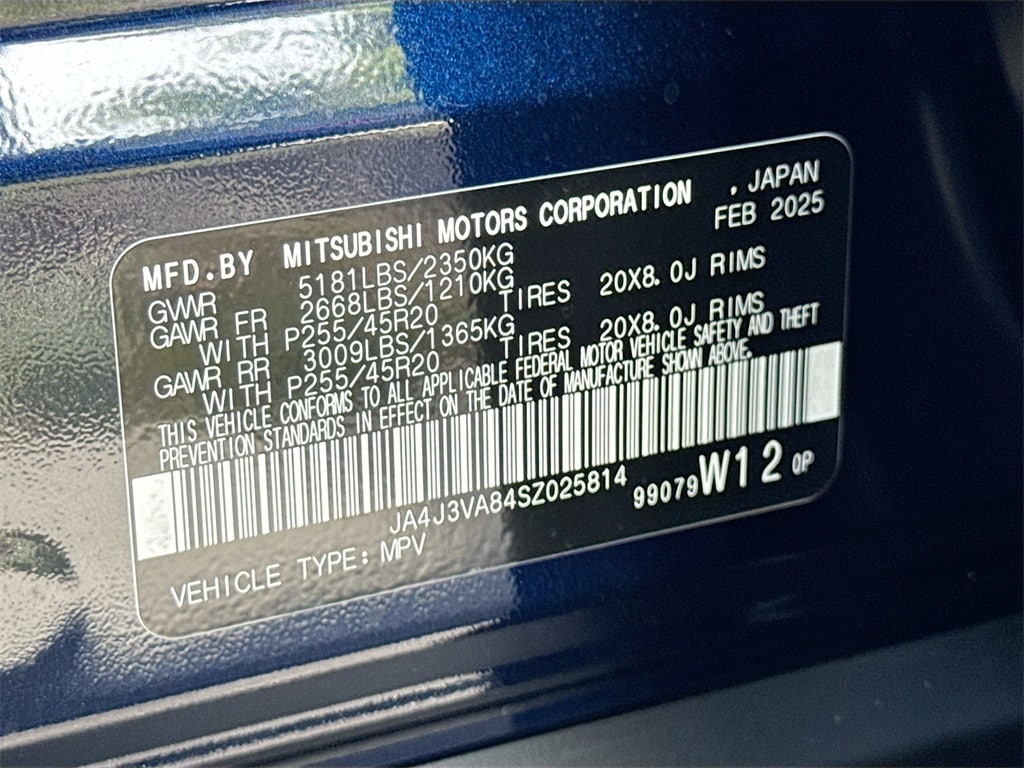 MFD.BY MITSUBISHI MOTORS CORPORATION . JAPAN
FEB 2025
GVWR 5181LBS/2350KG
GAWR FR 2668LBS/1210KG
WITH P255/45R20 TIRES 20X8.0J RIMS
GAWR RR 3009LBS/1365KG
WITH P255/45R20 TIRES 20X8.0J RIMS
THIS VEHICLE CONFORMS TO ALL APPLICABLE FEDERAL MOTOR VEHICLE SAFETY AND THEFT
PREVENTION STANDARDS IN EFFECT ON THE DATE OF MANUFACTURE SHOWN ABOVE.
JA4J3VA84SZ025814 99079W12 0P
VEHICLE TYPE:MPV